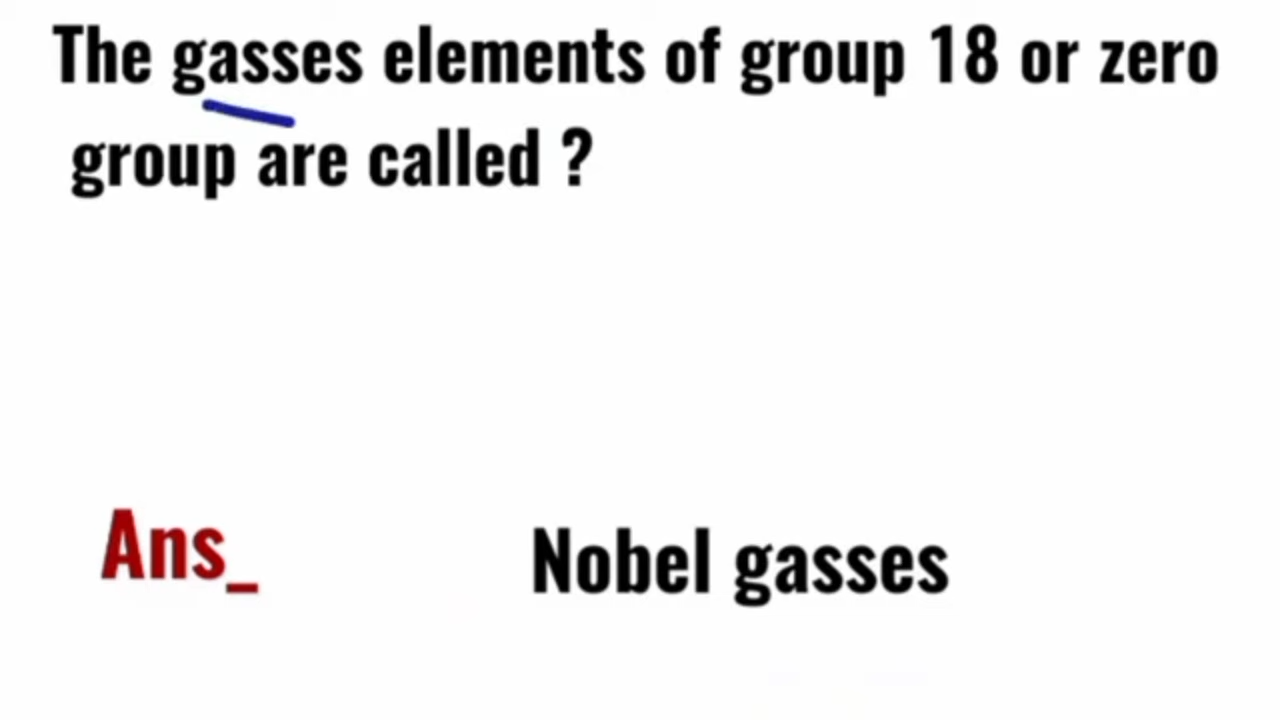 The gasses elements of group 18 or zero
group are called ?
Ans_ Nobel gasses